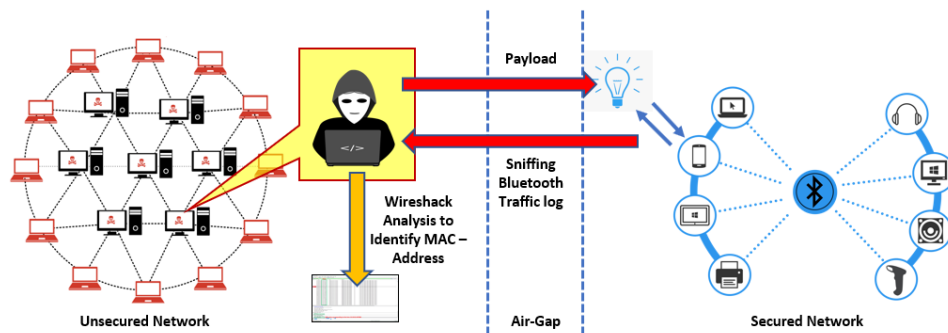 Payload
</>
Sniffing
Bluetooth
Traffic log
Wireshack
Analysis to
Identify MAC –
Address
Unsecured Network
Air-Gap
Secured Network